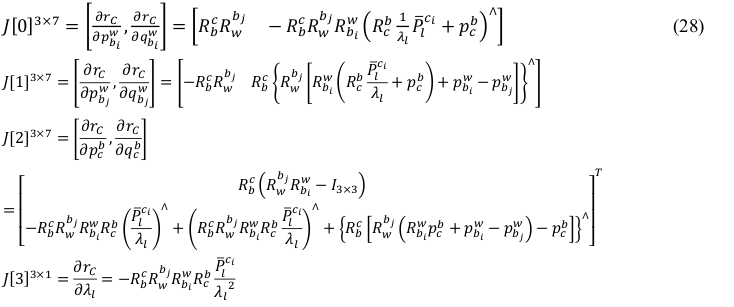 J[0]^{3×7} = [∂r_C/∂p_{b_i}^w, ∂r_C/∂q_{b_i}^w] = [R_b^c R_w^{b_j}   − R_b^c R_w^{b_j} R_{b_i}^w (R_c^b 1/λ_l P̄_l^{c_i} + p_c^b)^∧] (28)
J[1]^{3×7} = [∂r_C/∂p_{b_j}^w, ∂r_C/∂q_{b_j}^w] = [−R_b^c R_w^{b_j}   R_b^c {R_w^{b_j} [R_{b_i}^w (R_c^b P̄_l^{c_i}/λ_l + p_c^b) + p_{b_i}^w − p_{b_j}^w]}^∧]
J[2]^{3×7} = [∂r_C/∂p_c^b, ∂r_C/∂q_c^b]
= [R_b^c (R_w^{b_j} R_{b_i}^w − I_{3×3})
−R_b^c R_w^{b_j} R_{b_i}^w R_c^b (P̄_l^{c_i}/λ_l)^∧ + (R_b^c R_w^{b_j} R_{b_i}^w R_c^b P̄_l^{c_i}/λ_l)^∧ + {R_b^c [R_w^{b_j} (R_{b_i}^w p_c^b + p_{b_i}^w − p_{b_j}^w) − p_c^b]}^∧]^T
J[3]^{3×1} = ∂r_C/∂λ_l = −R_b^c R_w^{b_j} R_{b_i}^w R_c^b P̄_l^{c_i}/λ_l^2